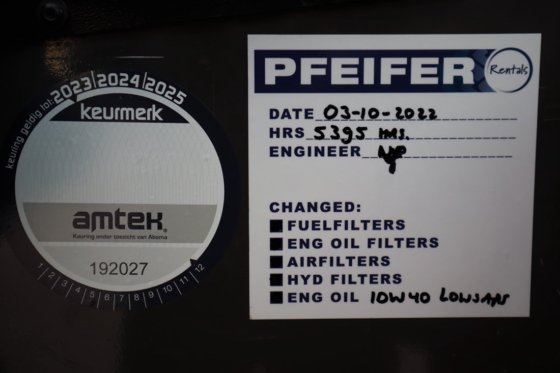 keuring geldig tot: 2023 2024 2025
keurmerk
amtek®
Keuring onder toezicht van Aboma
192027
1 2 3 4 5 6 7 8 9 10 11 12
PFEIFER Rentals
DATE 03-10-2022
HRS 5395
ENGINEER
CHANGED:
FUELFILTERS
ENG OIL FILTERS
AIRFILTERS
HYD FILTERS
ENG OIL 10W40 LOWSAPS